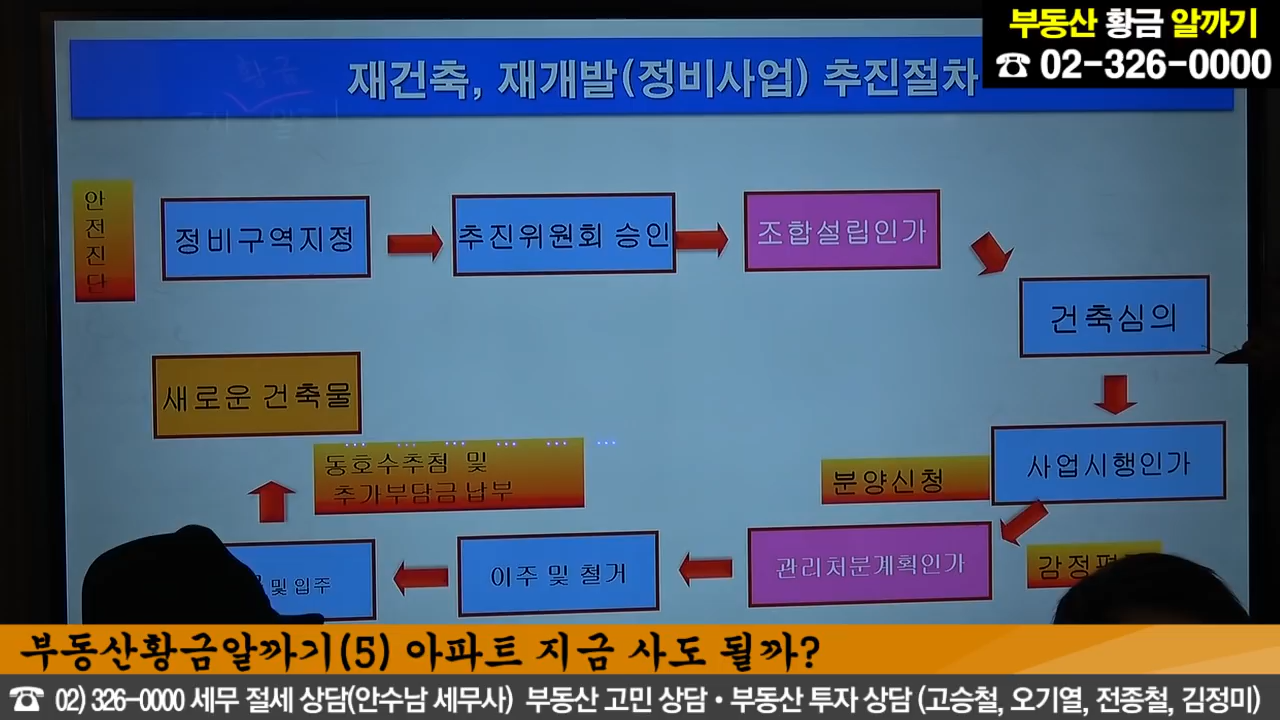 부동산 황금 알까기
☎ 02-326-0000
재건축, 재개발(정비사업) 추진절차
안
전
진
단
정비구역지정
추진위원회 승인
조합설립인가
건축심의
새로운 건축물
동호수추첨 및
추가부담금납부
분양신청
사업시행인가
및 입주
이주 및 철거
관리처분계획인가
감정평
부동산황금알까기(5) 아파트 지금 사도 될까?
☎ 02) 326-0000 세무 절세 상담(안수남 세무사) 부동산 고민 상담・부동산 투자 상담 (고승철, 오기열, 전종철, 김정미)